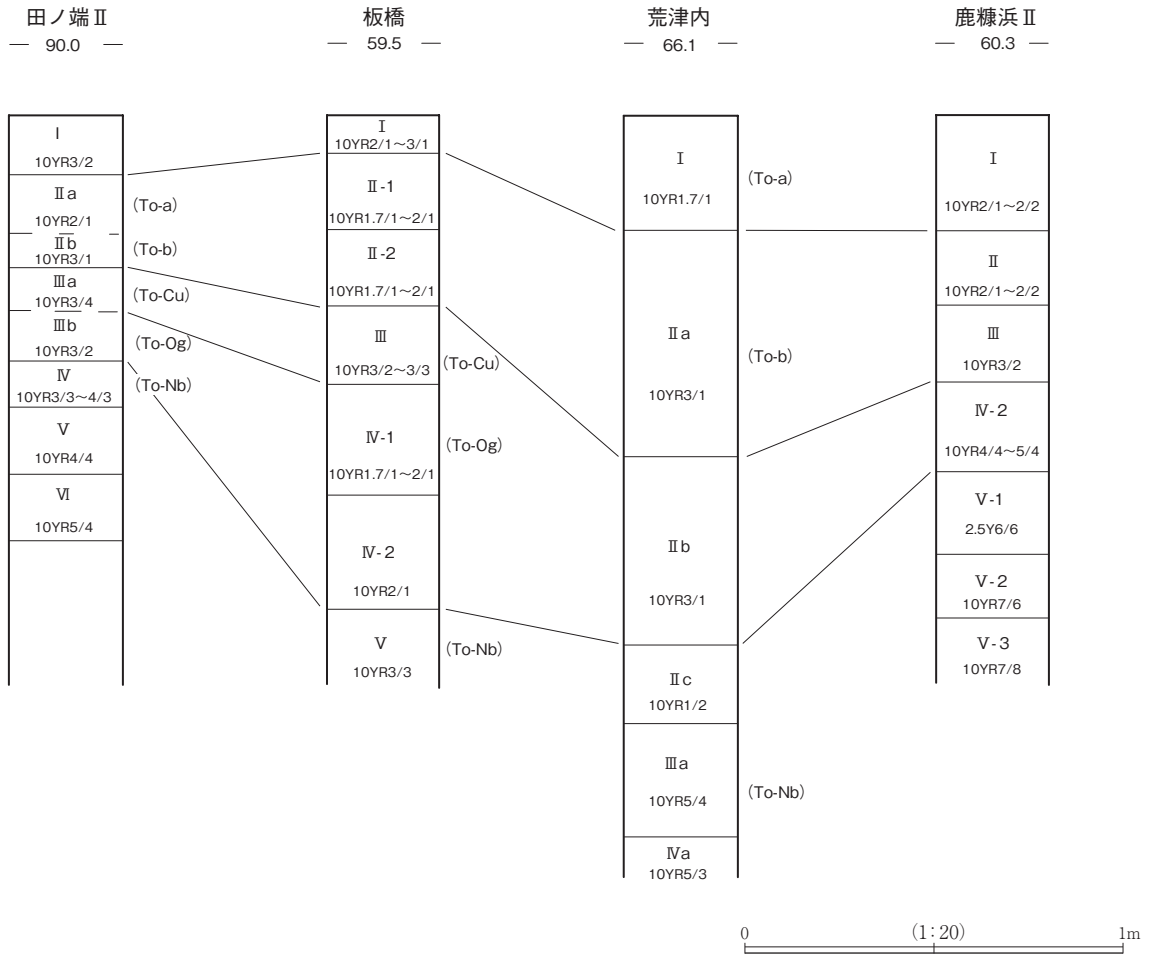 田ノ端Ⅱ
90.0
Ⅰ
10YR3/2
Ⅱa
10YR2/1
Ⅱb
10YR3/1
Ⅲa
10YR3/4
Ⅲb
10YR3/2
Ⅳ
10YR3/3~4/3
Ⅴ
10YR4/4
Ⅵ
10YR5/4
(To-a)
(To-b)
(To-Cu)
(To-Og)
(To-Nb)
板橋
59.5
Ⅰ
10YR2/1~3/1
Ⅱ-1
10YR1.7/1~2/1
Ⅱ-2
10YR1.7/1~2/1
Ⅲ
10YR3/2~3/3
Ⅳ-1
10YR1.7/1~2/1
Ⅳ-2
10YR2/1
Ⅴ
10YR3/3
(To-Cu)
(To-Og)
(To-Nb)
荒津内
66.1
Ⅰ
10YR1.7/1
Ⅱa
10YR3/1
Ⅱb
10YR3/1
Ⅱc
10YR1/2
Ⅲa
10YR5/4
Ⅳa
10YR5/3
(To-a)
(To-b)
(To-Nb)
鹿糠浜Ⅱ
60.3
Ⅰ
10YR2/1~2/2
Ⅱ
10YR2/1~2/2
Ⅲ
10YR3/2
Ⅳ-2
10YR4/4~5/4
Ⅴ-1
2.5Y6/6
Ⅴ-2
10YR7/6
Ⅴ-3
10YR7/8
0 (1:20) 1m